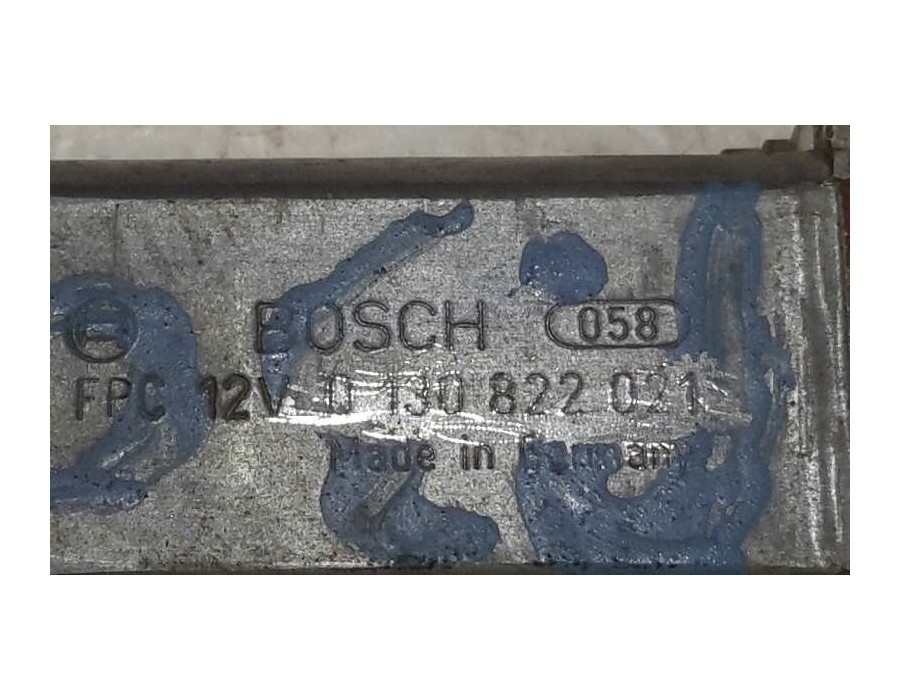 BOSCH 058
FPC 12V 0 130 822 021
Made in Germany